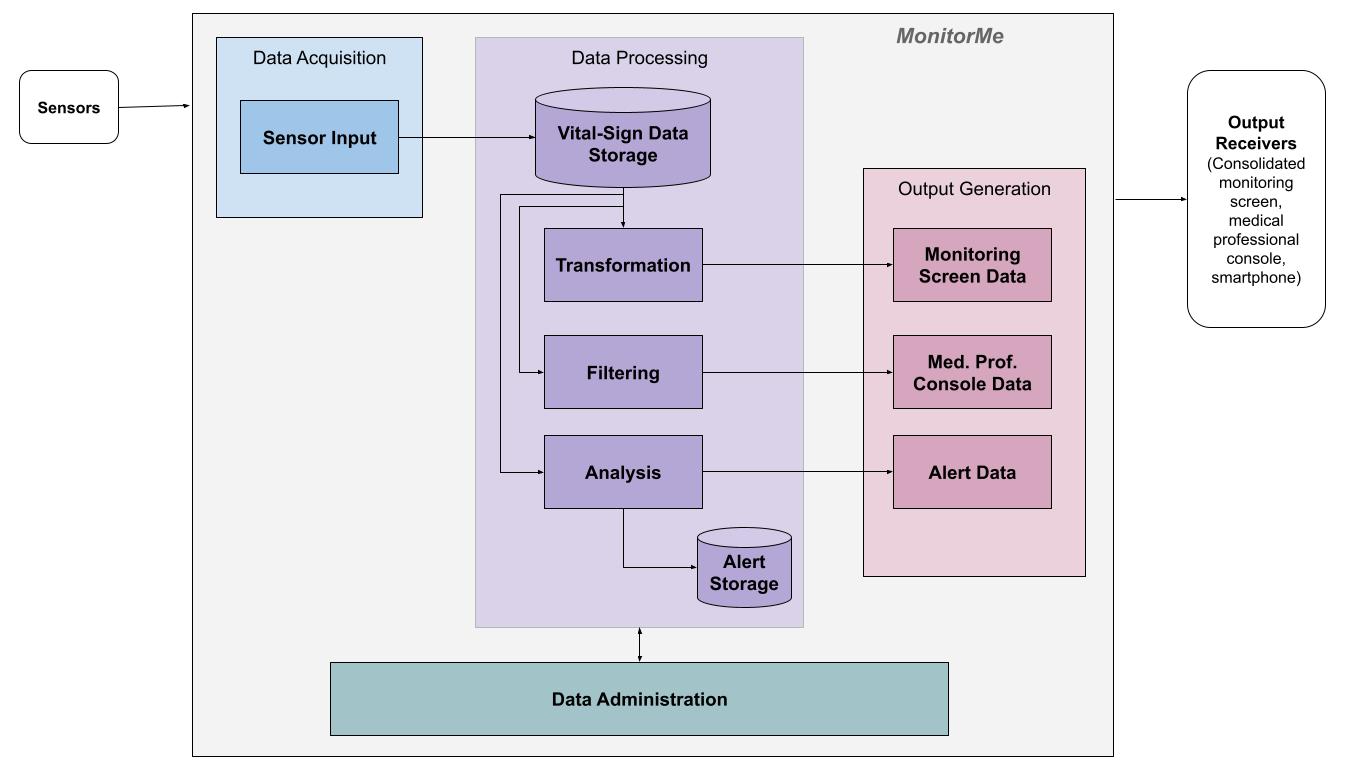 MonitorMe
Data Acquisition
Data Processing
Sensors
Sensor Input
Vital-Sign Data
Storage
Output
Receivers
(Consolidated
monitoring
screen,
medical
professional
console,
smartphone)
Output Generation
Transformation
Monitoring
Screen Data
Filtering
Med. Prof.
Console Data
Analysis
Alert Data
Alert
Storage
Data Administration